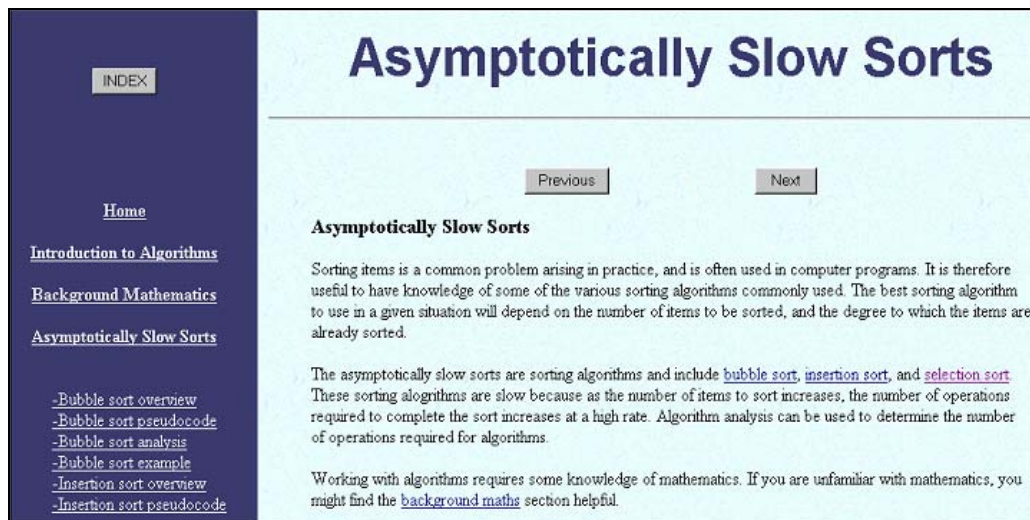 INDEX
Home
Introduction to Algorithms
Background Mathematics
Asymptotically Slow Sorts
-Bubble sort overview
-Bubble sort pseudocode
-Bubble sort analysis
-Bubble sort example
-Insertion sort overview
-Insertion sort pseudocode
Asymptotically Slow Sorts
Previous
Next
Asymptotically Slow Sorts
Sorting items is a common problem arising in practice, and is often used in computer programs. It is therefore
useful to have knowledge of some of the various sorting algorithms commonly used. The best sorting algorithm
to use in a given situation will depend on the number of items to be sorted, and the degree to which the items are
already sorted.
The asymptotically slow sorts are sorting algorithms and include bubble sort, insertion sort, and selection sort.
These sorting alogrithms are slow because as the number of items to sort increases, the number of operations
required to complete the sort increases at a high rate. Algorithm analysis can be used to determine the number
of operations required for algorithms.
Working with algorithms requires some knowledge of mathematics. If you are unfamiliar with mathematics, you
might find the background maths section helpful.